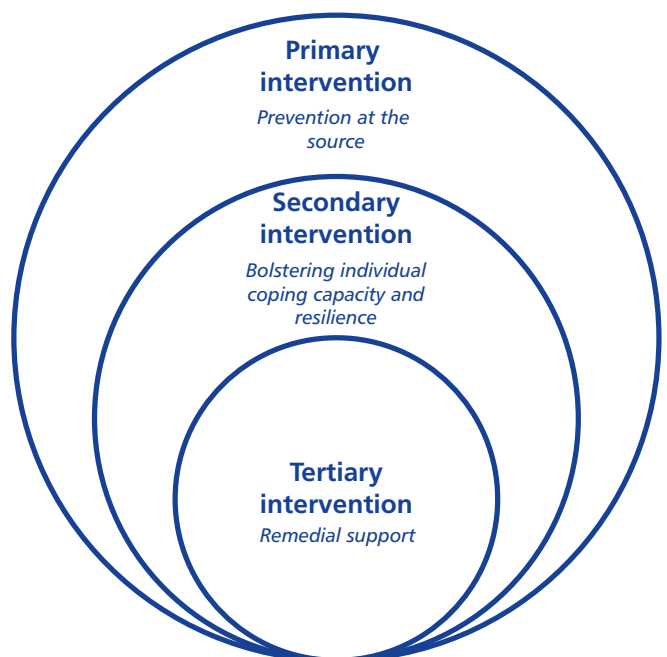 Primary
intervention
Prevention at the
source
Secondary
intervention
Bolstering individual
coping capacity and
resilience
Tertiary
intervention
Remedial support